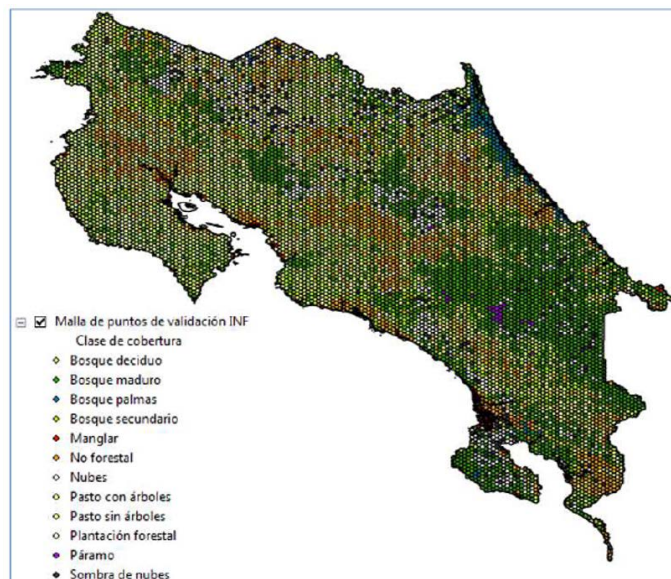 Malla de puntos de validación INF
Clase de cobertura
Bosque deciduo
Bosque maduro
Bosque palmas
Bosque secundario
Manglar
No forestal
Nubes
Pasto con árboles
Pasto sin árboles
Plantación forestal
Páramo
Sombra de nubes